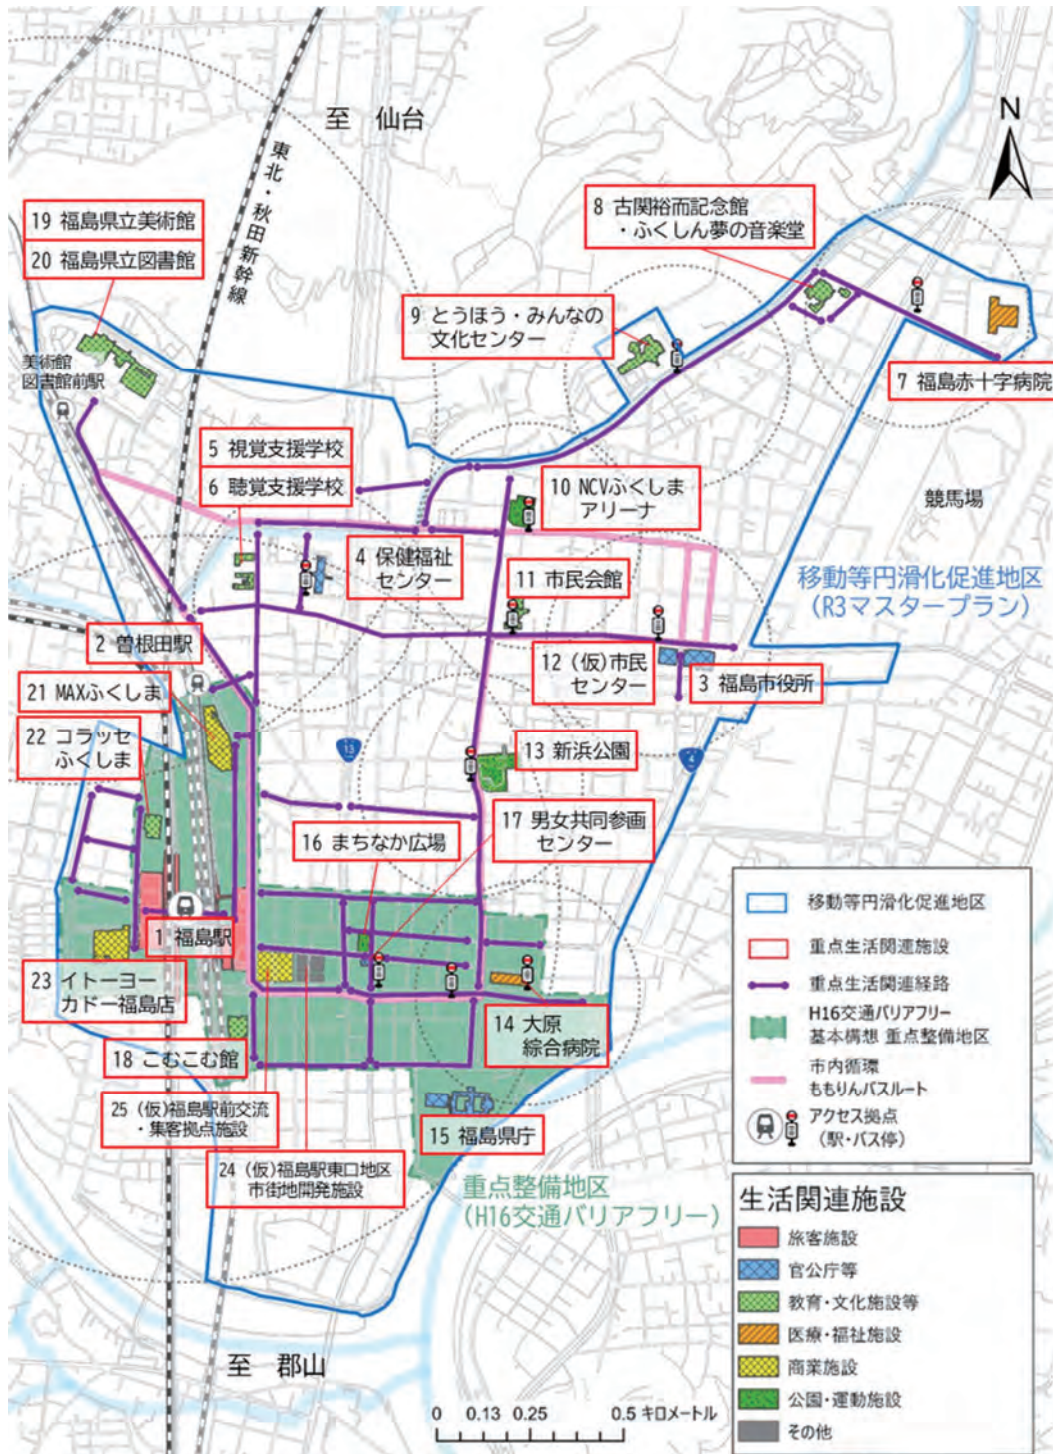 至 仙台
N
東北・秋田新幹線
19 福島県立美術館
20 福島県立図書館
8 古関裕而記念館
・ふくしん夢の音楽堂
9 とうほう・みんなの
文化センター
美術館
図書館前駅
7 福島赤十字病院
5 視覚支援学校
6 聴覚支援学校
10 NCVふくしま
アリーナ
競馬場
4 保健福祉
センター
11 市民会館
移動等円滑化促進地区
(R3マスタープラン)
2 曽根田駅
12 (仮)市民
センター
3 福島市役所
21 MAXふくしま
22 コラッセ
ふくしま
13
4
13 新浜公園
16 まちなか広場
17 男女共同参画
センター
1 福島駅
23 イトーヨー
カドー福島店
14 大原
綜合病院
18 こむこむ館
25 (仮)福島駅前交流
・集客拠点施設
15 福島県庁
24 (仮)福島駅東口地区
市街地開発施設
重点整備地区
(H16交通バリアフリー)
至 郡山
0 0.13 0.25 0.5 キロメートル
移動等円滑化促進地区
重点生活関連施設
重点生活関連経路
H16交通バリアフリー
基本構想 重点整備地区
市内循環
ももりんバスルート
アクセス拠点
(駅・バス停)
生活関連施設
旅客施設
官公庁等
教育・文化施設等
医療・福祉施設
商業施設
公園・運動施設
その他